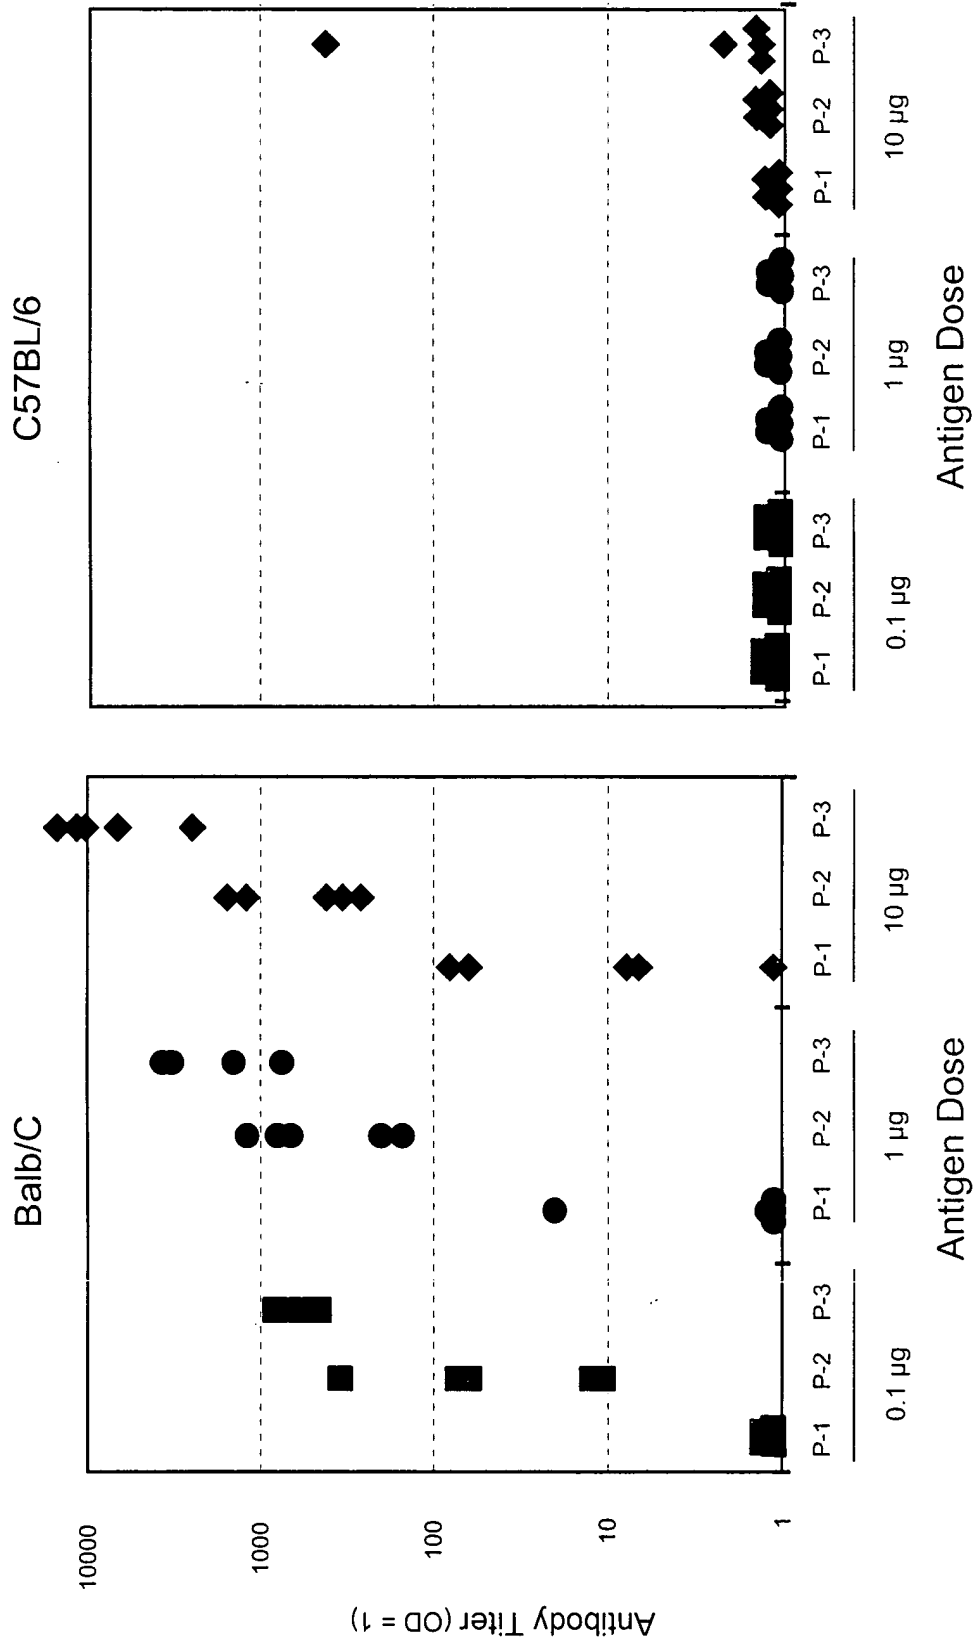 Balb/C
C57BL/6
Antibody Titer (OD = 1)
10000
1000
100
10
1
P-1 P-2 P-3 P-1 P-2 P-3 P-1 P-2 P-3
0.1 µg 1 µg 10 µg
Antigen Dose
P-1 P-2 P-3 P-1 P-2 P-3 P-1 P-2 P-3
0.1 µg 1 µg 10 µg
Antigen Dose